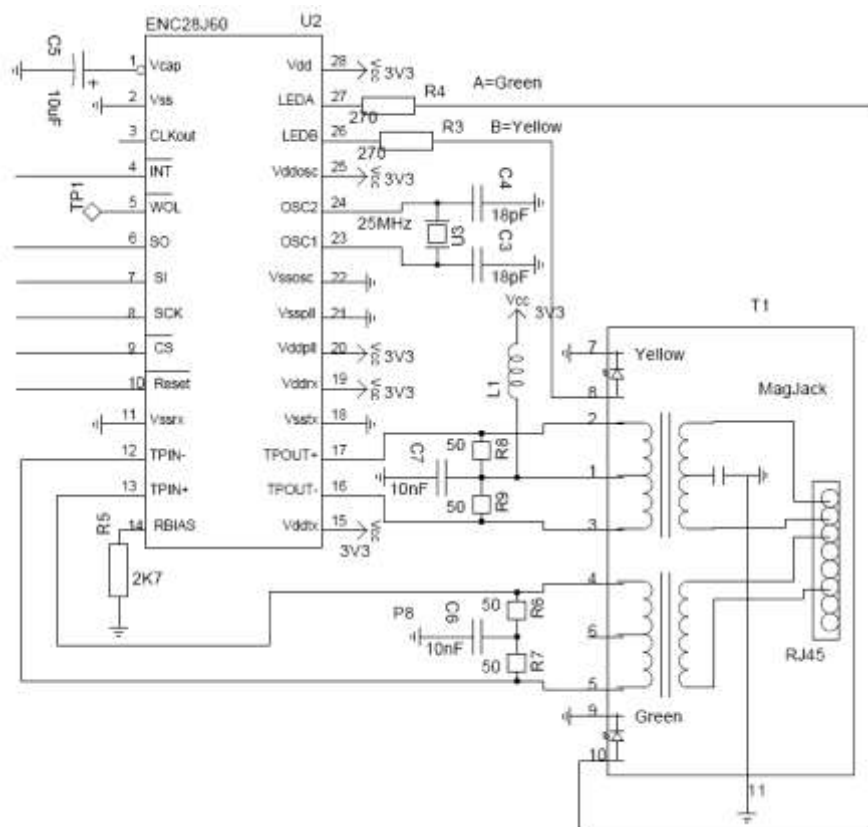 ENC28J60 U2
C5
10uF
1 Vcap Vdd 28 Vcc 3V3
2 Vss LEDA 27 R4 A=Green
270
3 CLKout LEDB 26 R3 B=Yellow
270
4 INT Vddosc 25 Vcc 3V3
TP1
5 WOL OSC2 24 C4
18pF
25MHz U3
6 SO OSC1 23 C3
18pF
7 SI Vssosc 22
8 SCK Vsspll 21
Vcc 3V3
9 CS Vddpll 20 Vcc 3V3
10 Reset Vddrx 19 Vcc 3V3
L1
11 Vssrx Vsstx 18
12 TPIN- TPOUT+ 17
50 R8
C7
10nF
13 TPIN+ TPOUT- 16
50 R9
14 RBIAS Vddtx 15 Vcc
3V3
R5
2K7
T1
7 Yellow
MagJack
8
2
1
3
4
50 R6
P8 C6
10nF
6
50 R7
5
RJ45
9 Green
10
11